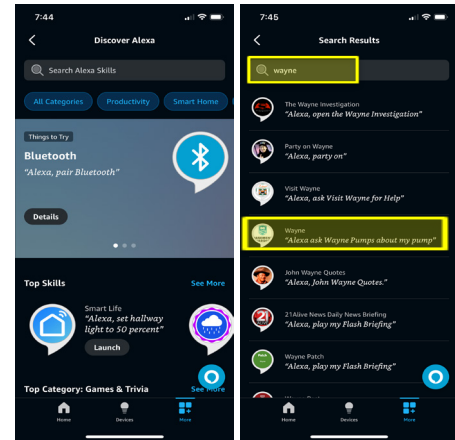 7:44
Discover Alexa
Search Alexa Skills
All Categories
Productivity
Smart Home
Things to Try
Bluetooth
"Alexa, pair Bluetooth"
Details
Top Skills
See More
Smart Life
"Alexa, set hallway
light to 50 percent"
Launch
Top Category: Games & Trivia
See More
Home
Devices
More
7:45
Search Results
wayne
The Wayne Investigation
"Alexa, open the Wayne Investigation"
Party on Wayne
"Alexa, party on"
Visit Wayne
"Alexa, ask Visit Wayne for Help"
Wayne
"Alexa ask Wayne Pumps about my pump"
John Wayne Quotes
"Alexa, John Wayne Quotes."
21
21Alive News Daily News Briefing
"Alexa, play my Flash Briefing"
Patch
Wayne Patch
"Alexa, play my Flash Briefing"
Home
Devices
More